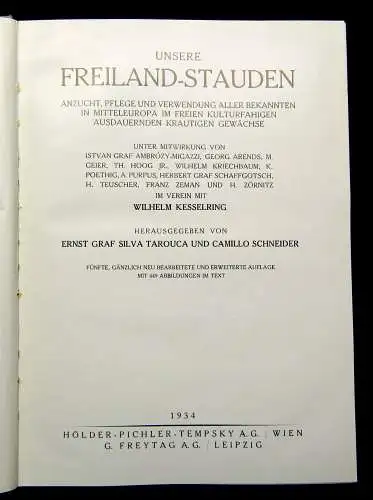 UNSERE
FREILAND-STAUDEN
ANZUCHT, PFLEGE UND VERWENDUNG ALLER BEKANNTEN
IN MITTELEUROPA IM FREIEN KULTURFÄHIGEN
AUSDAUERNDEN KRAUTIGEN GEWÄCHSE
UNTER MITWIRKUNG VON
ISTVAN GRAF AMBRÓZY-MIGAZZI, GEORG ARENDS, M.
GEIER, TH. HOOG JR., WILHELM KRIECHBAUM, K.
POETHIG, A. PURPUS, HERBERT GRAF SCHAFFGOTSCH,
H. TEUSCHER, FRANZ ZEMAN UND H. ZÖRNITZ
IM VEREIN MIT
WILHELM KESSELRING
HERAUSGEGEBEN VON
ERNST GRAF SILVA TAROUCA UND CAMILLO SCHNEIDER
FÜNFTE, GÄNZLICH NEU BEARBEITETE UND ERWEITERTE AUFLAGE
MIT ABBILDUNGEN IM TEXT
1934
HÖLDER-PICHLER-TEMPSKY A.G. / WIEN
G. FREYTAG A.G. / LEIPZIG